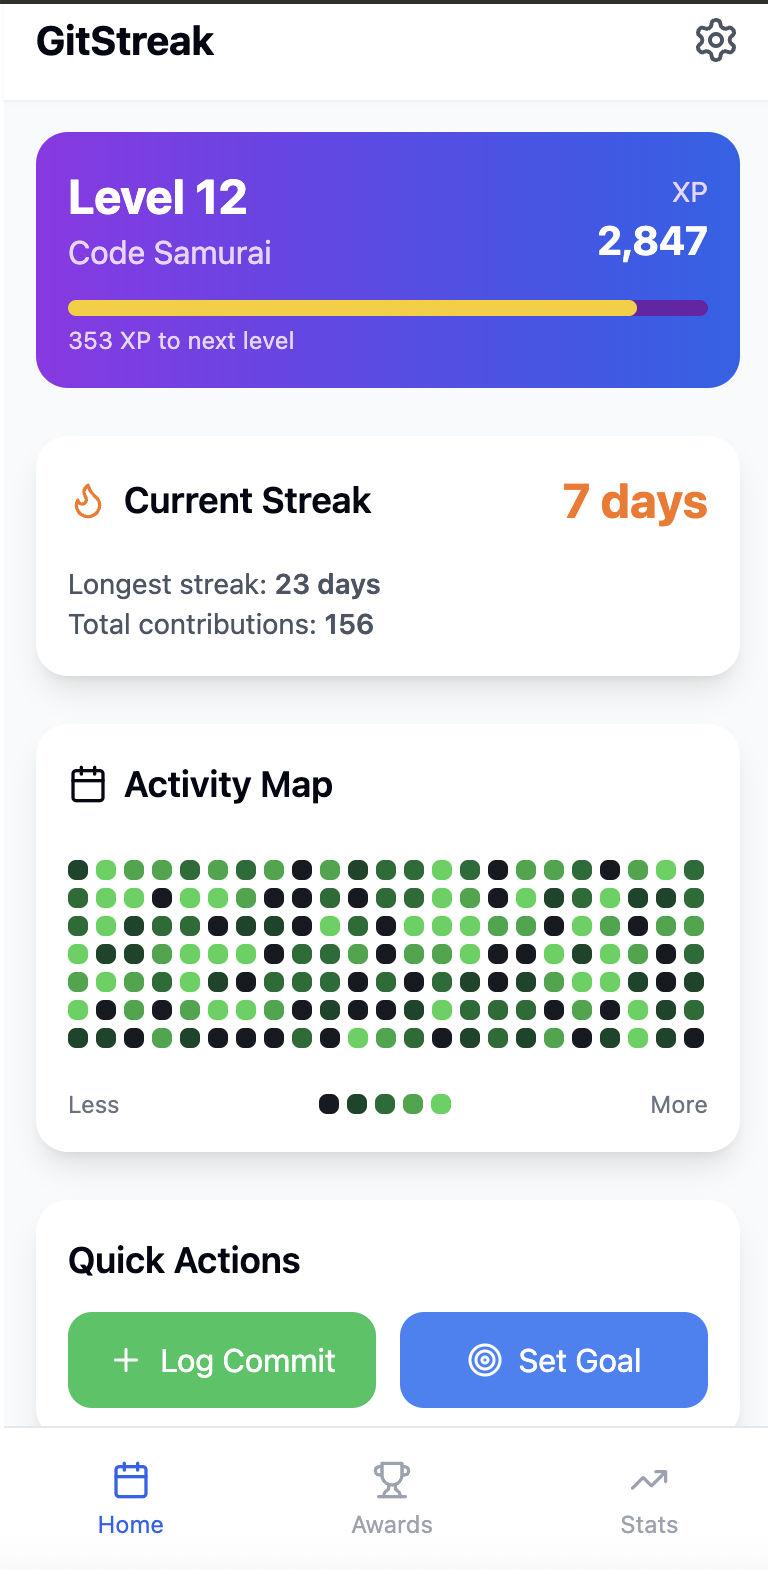 GitStreak
Level 12
XP
Code Samurai
2,847
353 XP to next level
Current Streak
7 days
Longest streak: 23 days
Total contributions: 156
Activity Map
Less
More
Quick Actions
Log Commit
Set Goal
Home
Awards
Stats